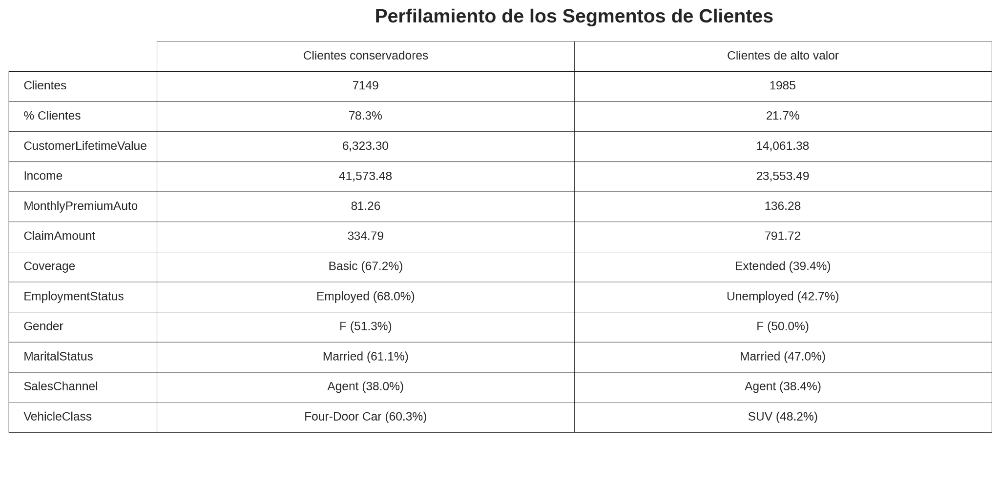 Perfilamiento de los Segmentos de Clientes
Clientes conservadores Clientes de alto valor
Clientes 7149 1985
% Clientes 78.3% 21.7%
CustomerLifetimeValue 6,323.30 14,061.38
Income 41,573.48 23,553.49
MonthlyPremiumAuto 81.26 136.28
ClaimAmount 334.79 791.72
Coverage Basic (67.2%) Extended (39.4%)
EmploymentStatus Employed (68.0%) Unemployed (42.7%)
Gender F (51.3%) F (50.0%)
MaritalStatus Married (61.1%) Married (47.0%)
SalesChannel Agent (38.0%) Agent (38.4%)
VehicleClass Four-Door Car (60.3%) SUV (48.2%)